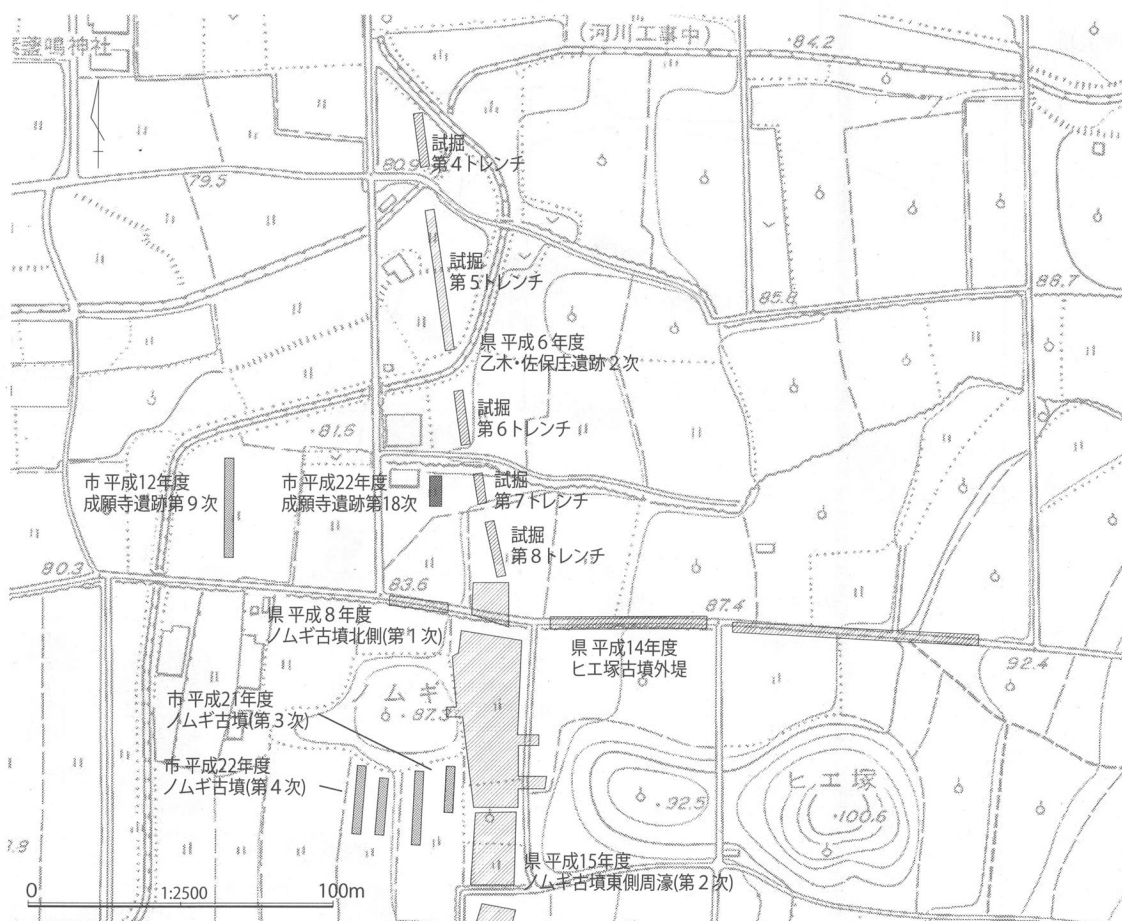 盞鳴神社
(河川工事中)
84.2
試掘
第4トレンチ
80.9
79.5
試掘
第5トレンチ
88.7
85.8
県 平成6年度
乙木・佐保庄遺跡2次
試掘
第6トレンチ
81.6
市 平成12年度
成願寺遺跡第9次
市 平成22年度
成願寺遺跡第18次
試掘
第7トレンチ
試掘
第8トレンチ
80.3
83.6
87.4
県 平成8年度
ノムギ古墳北側(第1次)
県 平成14年度
ヒエ塚古墳外堤
92.4
市 平成21年度
ノムギ古墳(第3次)
ノムギ
87.3
市 平成22年度
ノムギ古墳(第4次)
ヒエ塚
92.5
100.6
県 平成15年度
ノムギ古墳東側周濠(第2次)
0
1:2500
100m